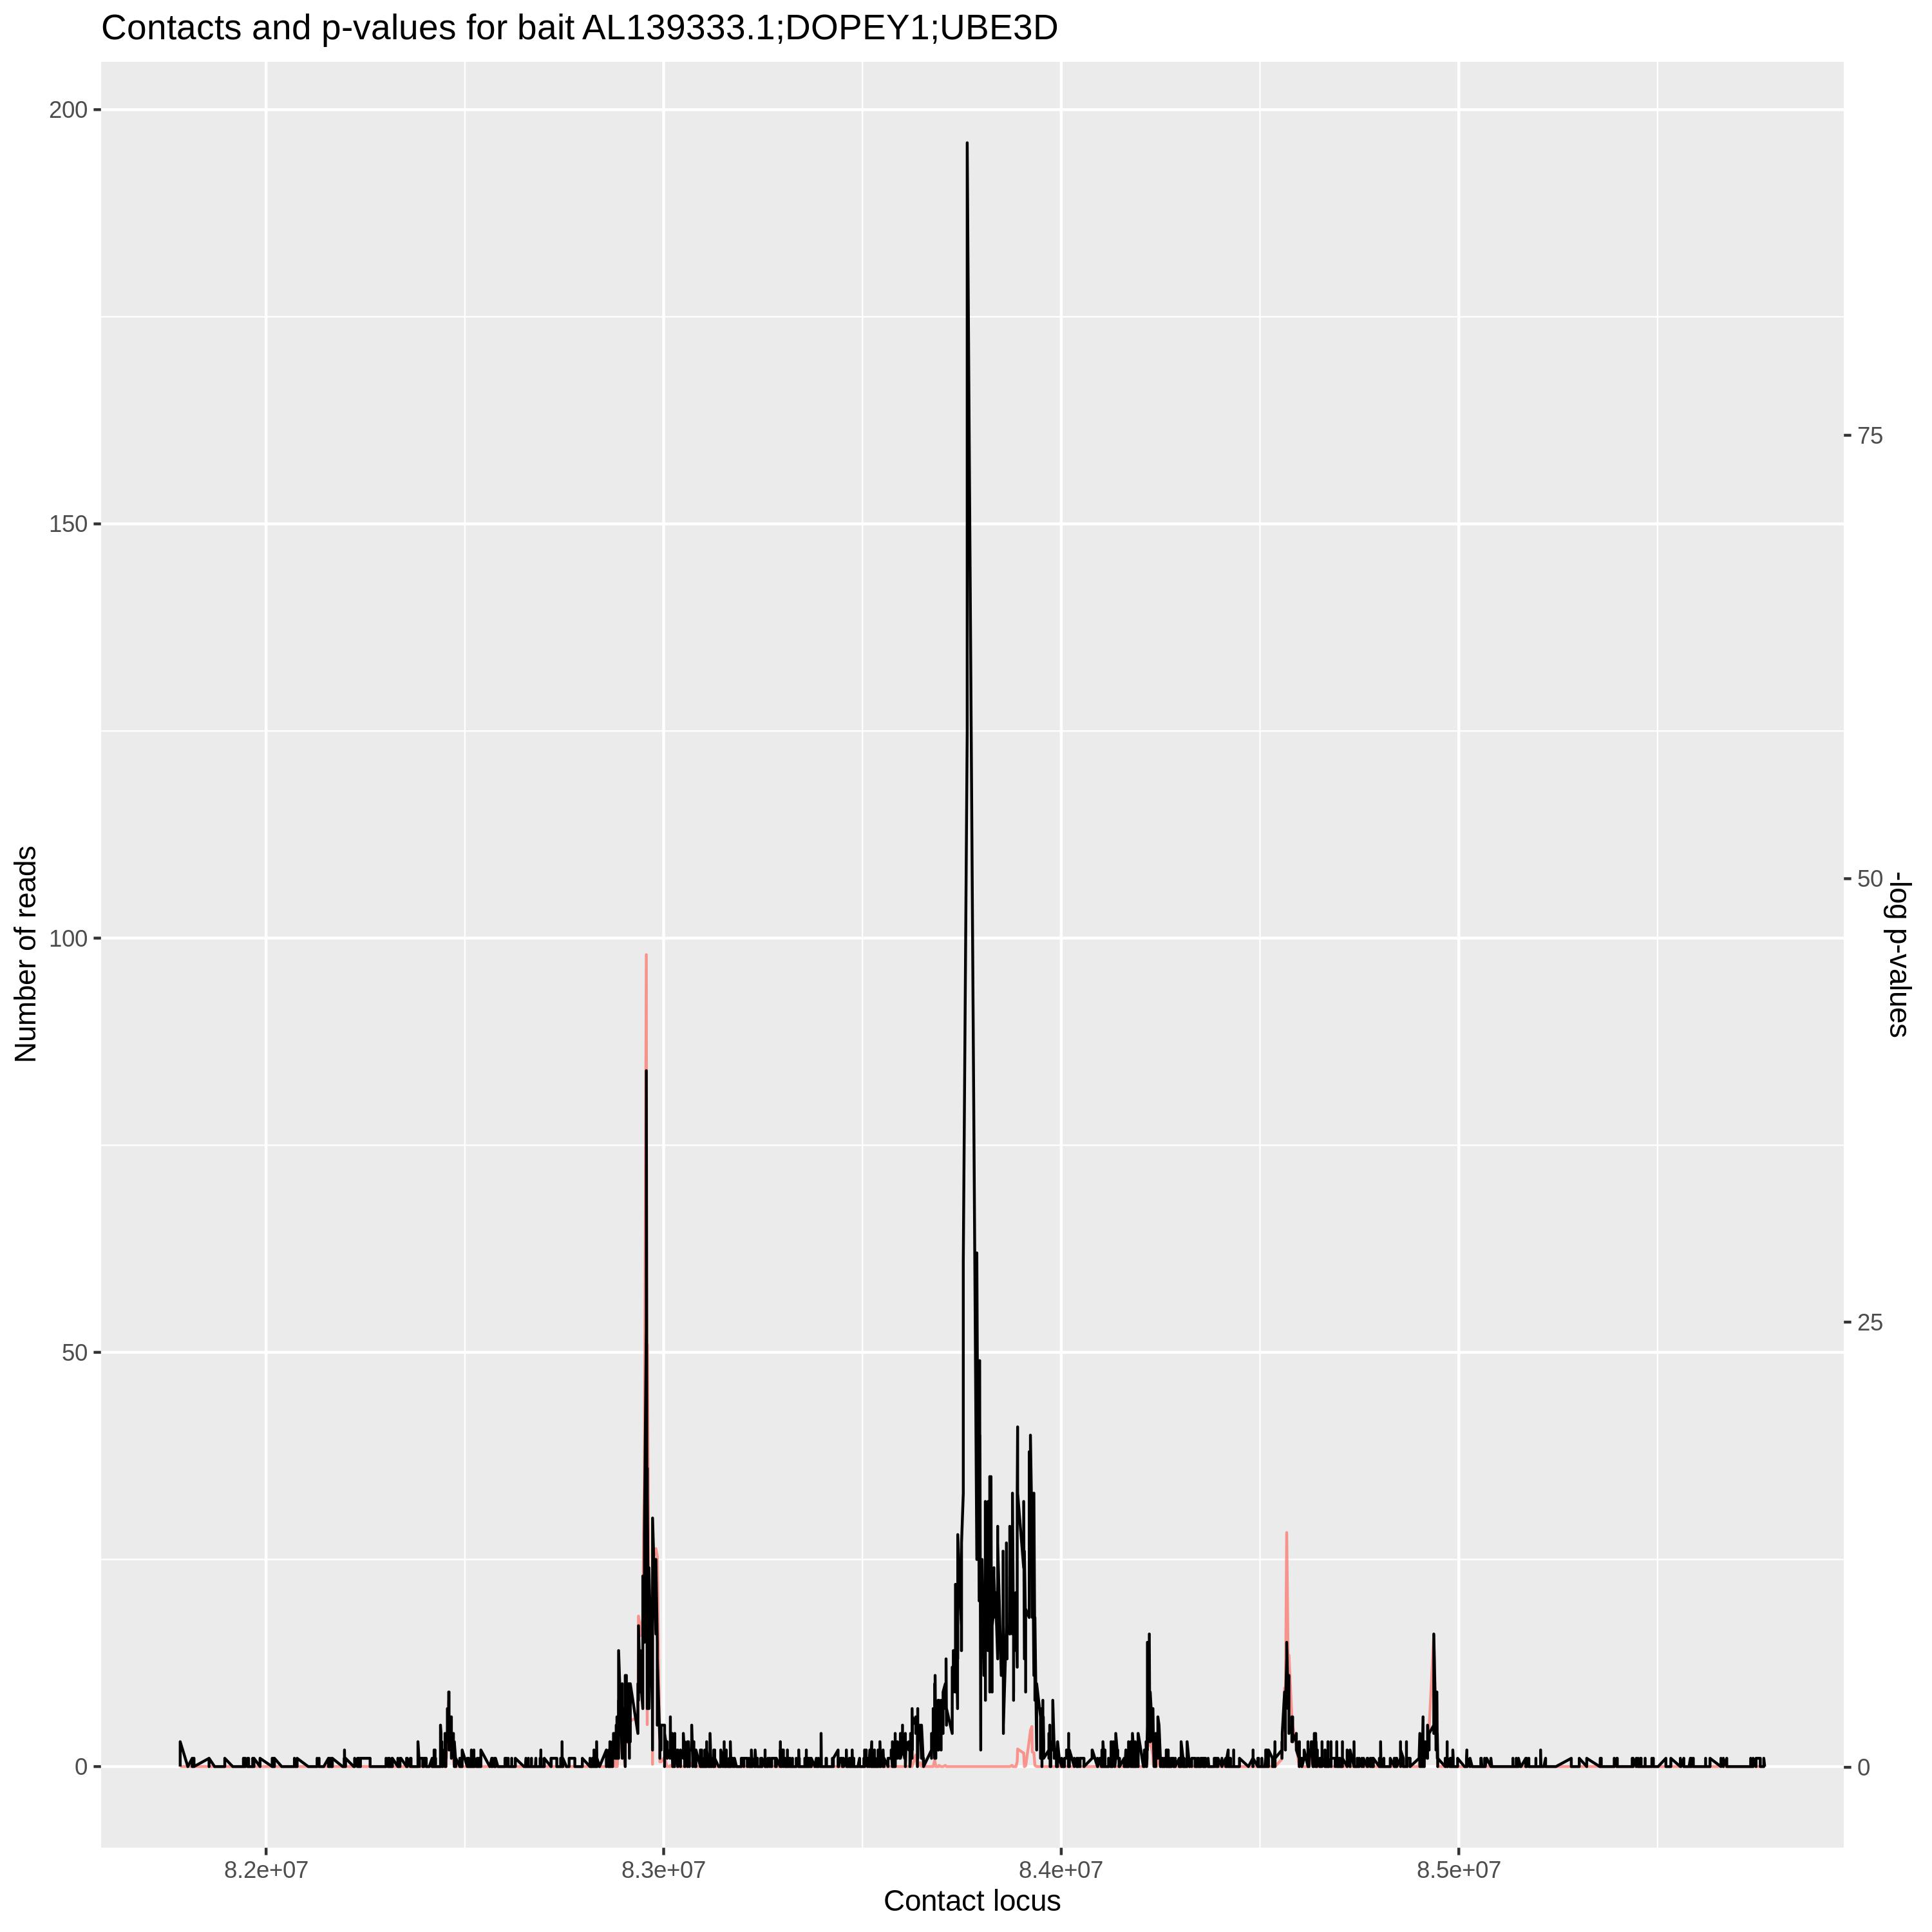 Contacts and p-values for bait AL139333.1;DOPEY1;UBE3D
200
150
100
50
0
Number of reads
75
50
25
0
-log p-values
8.2e+07
8.3e+07
8.4e+07
8.5e+07
Contact locus